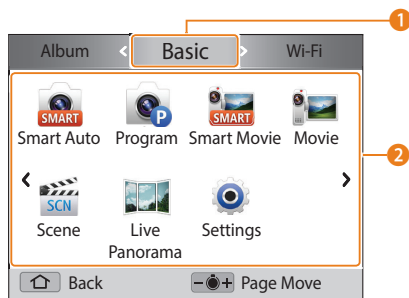 1
Album Basic Wi-Fi
SMART P SMART
Smart Auto Program Smart Movie Movie
2
SCN
Scene Live Panorama Settings
Back Page Move